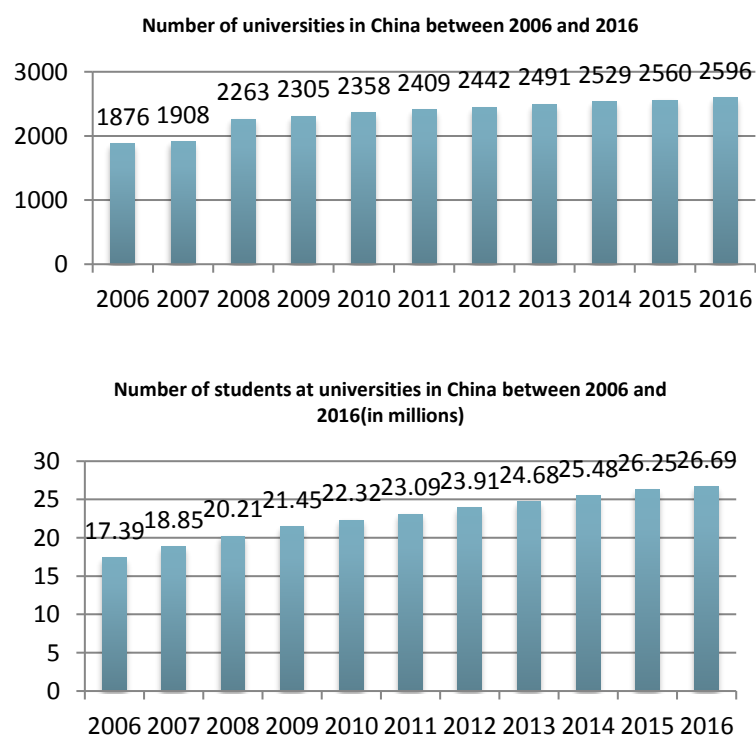 Number of universities in China between 2006 and 2016
3000
2000
1000
0
1876 1908 2263 2305 2358 2409 2442 2491 2529 2560 2596
2006 2007 2008 2009 2010 2011 2012 2013 2014 2015 2016
Number of students at universities in China between 2006 and
2016(in millions)
30
25
20
15
10
5
0
17.39 18.85 20.21 21.45 22.32 23.09 23.91 24.68 25.48 26.25 26.69
2006 2007 2008 2009 2010 2011 2012 2013 2014 2015 2016